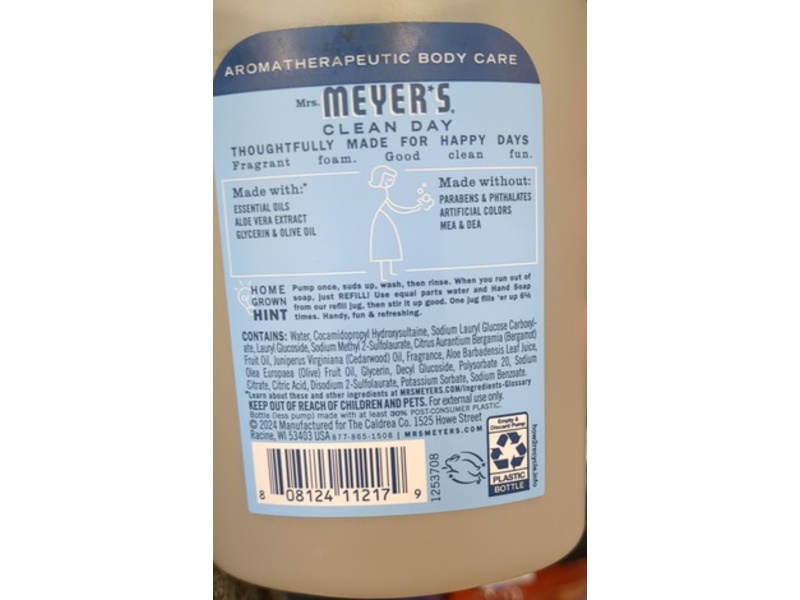 AROMATHERAPEUTIC BODY CARE
Mrs. MEYER'S®
CLEAN DAY
THOUGHTFULLY MADE FOR HAPPY DAYS
Fragrant foam. Good clean fun.
Made with:*
ESSENTIAL OILS
ALOE VERA EXTRACT
GLYCERIN & OLIVE OIL
Made without:
PARABENS & PHTHALATES
ARTIFICIAL COLORS
MEA & DEA
HOME GROWN HINT
Pump once, suds up, wash, then rinse. When you run out of
soap, just REFILL! Use equal parts water and Hand Soap
from our refill jug, then stir it up good. One jug fills 'er up 6½
times. Handy, fun & refreshing.
CONTAINS: Water, Cocamidopropyl Hydroxysultaine, Sodium Lauryl Glucose Carboxyl-
ate, Lauryl Glucoside, Sodium Methyl 2-Sulfolaurate, Citrus Aurantium Bergamia (Bergamot)
Fruit Oil, Juniperus Virginiana (Cedarwood) Oil, Fragrance, Aloe Barbadensis Leaf Juice,
Olea Europaea (Olive) Fruit Oil, Glycerin, Decyl Glucoside, Polysorbate 20, Sodium
Citrate, Citric Acid, Disodium 2-Sulfolaurate, Potassium Sorbate, Sodium Benzoate.
*Learn about these and other ingredients at MRSMEYERS.COM/Ingredients-Glossary
KEEP OUT OF REACH OF CHILDREN AND PETS. For external use only.
Bottle (less pump) made with at least 30% POST-CONSUMER PLASTIC.
© 2024 Manufactured for The Caldrea Co. 1525 Howe Street
Racine, WI 53403 USA 877-865-1508 | MRSMEYERS.COM
8 08124 11217 9
1253708
Empty &
Discard Pump
PLASTIC
BOTTLE
how2recycle.info